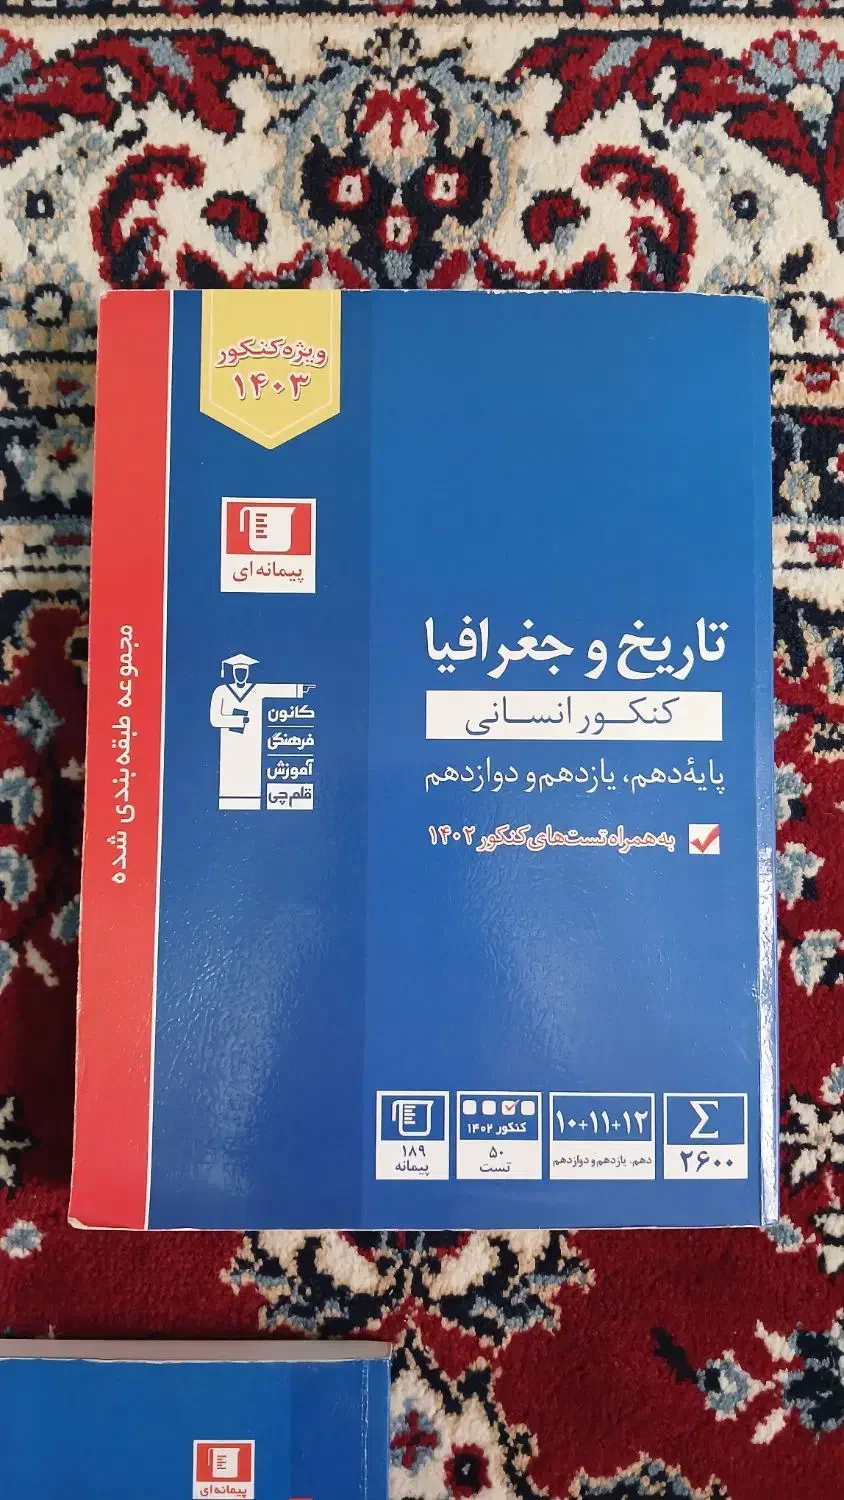 ویژه کنکور
۱۴۰۳
پیمانه‌ای
کانون
فرهنگی
آموزش
قلم‌چی
مجموعه طبقه‌بندی شده
تاریخ و جغرافیا
کنکور انسانی
پایهٔ دهم، یازدهم و دوازدهم
به همراه تست‌های کنکور ۱۴۰۲
Σ
۲۶۰۰
۱۰+۱۱+۱۲
دهم، یازدهم و دوازدهم
کنکور ۱۴۰۲
۵۰
تست
۱۸۹
پیمانه
پیمانه‌ای